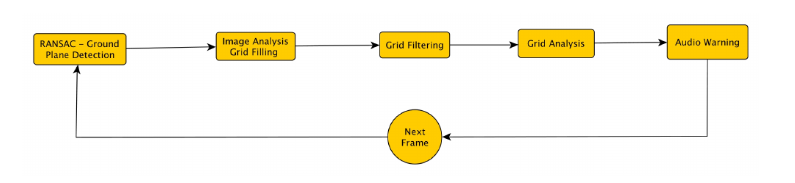 RANSAC – Ground
Plane Detection
Image Analysis
Grid Filling
Grid Filtering
Grid Analysis
Audio Warning
Next
Frame